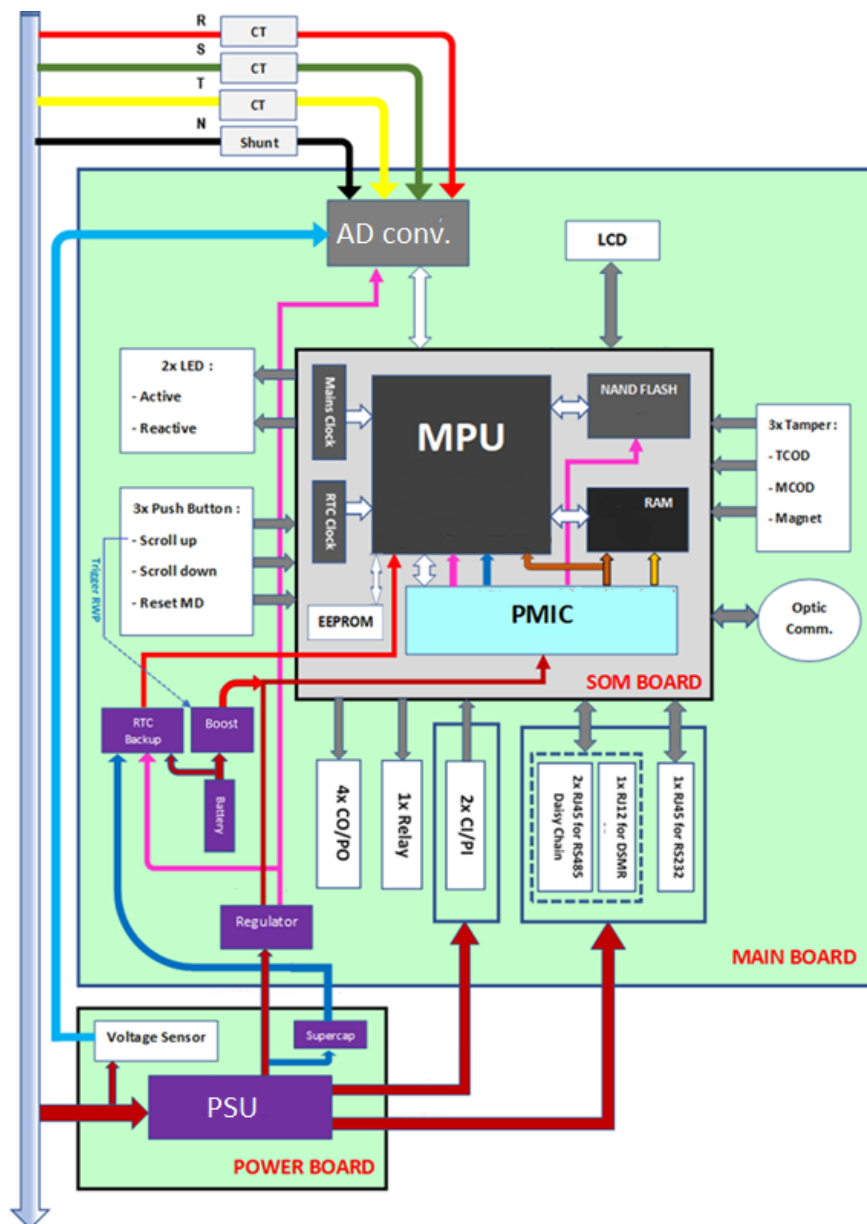 R
CT
S
CT
T
CT
N
Shunt
AD conv.
LCD
2x LED :
- Active
- Reactive
Mains Clock
MPU
NAND FLASH
3x Tamper :
- TCOD
- MCOD
- Magnet
3x Push Button :
- Scroll up
- Scroll down
- Reset MD
RTC Clock
RAM
Trigger RWP
EEPROM
PMIC
Optic
Comm.
SOM BOARD
RTC
Backup
Boost
Battery
4x CO/PO
1x Relay
2x CI/PI
2x RJ45 for RS485
Daisy Chain
1x RJ12 for DSMR
1x RJ45 for RS232
Regulator
MAIN BOARD
Voltage Sensor
Supercap
PSU
POWER BOARD